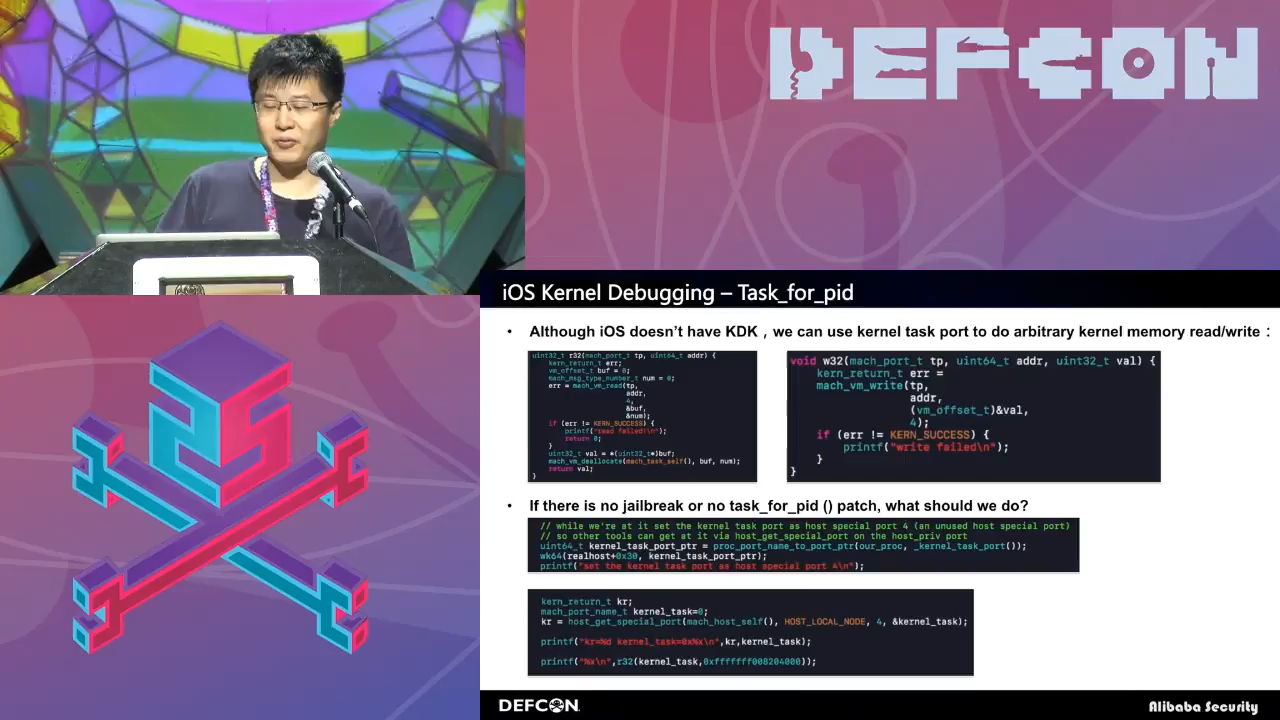 DEFCON
iOS Kernel Debugging – Task_for_pid
• Although iOS doesn't have KDK , we can use kernel task port to do arbitrary kernel memory read/write :
uint32_t r32(mach_port_t tp, uint64_t addr) {
kern_return_t err;
vm_offset_t buf = 0;
mach_msg_type_number_t num = 0;
err = mach_vm_read(tp,
addr,
4,
&buf,
&num);
if (err != KERN_SUCCESS) {
printf("read failed!\n");
return 0;
}
uint32_t val = *(uint32_t*)buf;
mach_vm_deallocate(mach_task_self(), buf, num);
return val;
}
void w32(mach_port_t tp, uint64_t addr, uint32_t val) {
kern_return_t err =
mach_vm_write(tp,
addr,
(vm_offset_t)&val,
4);
if (err != KERN_SUCCESS) {
printf("write failed\n");
}
}
• If there is no jailbreak or no task_for_pid () patch, what should we do?
// while we're at it set the kernel task port as host special port 4 (an unused host special port)
// so other tools can get at it via host_get_special_port on the host_priv port
uint64_t kernel_task_port_ptr = proc_port_name_to_port_ptr(our_proc, _kernel_task_port());
wk64(realhost+0x30, kernel_task_port_ptr);
printf("set the kernel task port as host special port 4\n");
kern_return_t kr;
mach_port_name_t kernel_task=0;
kr = host_get_special_port(mach_host_self(), HOST_LOCAL_NODE, 4, &kernel_task);
printf("kr=%d kernel_task=0x%x\n",kr,kernel_task);
printf("%x\n",r32(kernel_task,0xfffffff008204000));
DEFCON
Alibaba Security